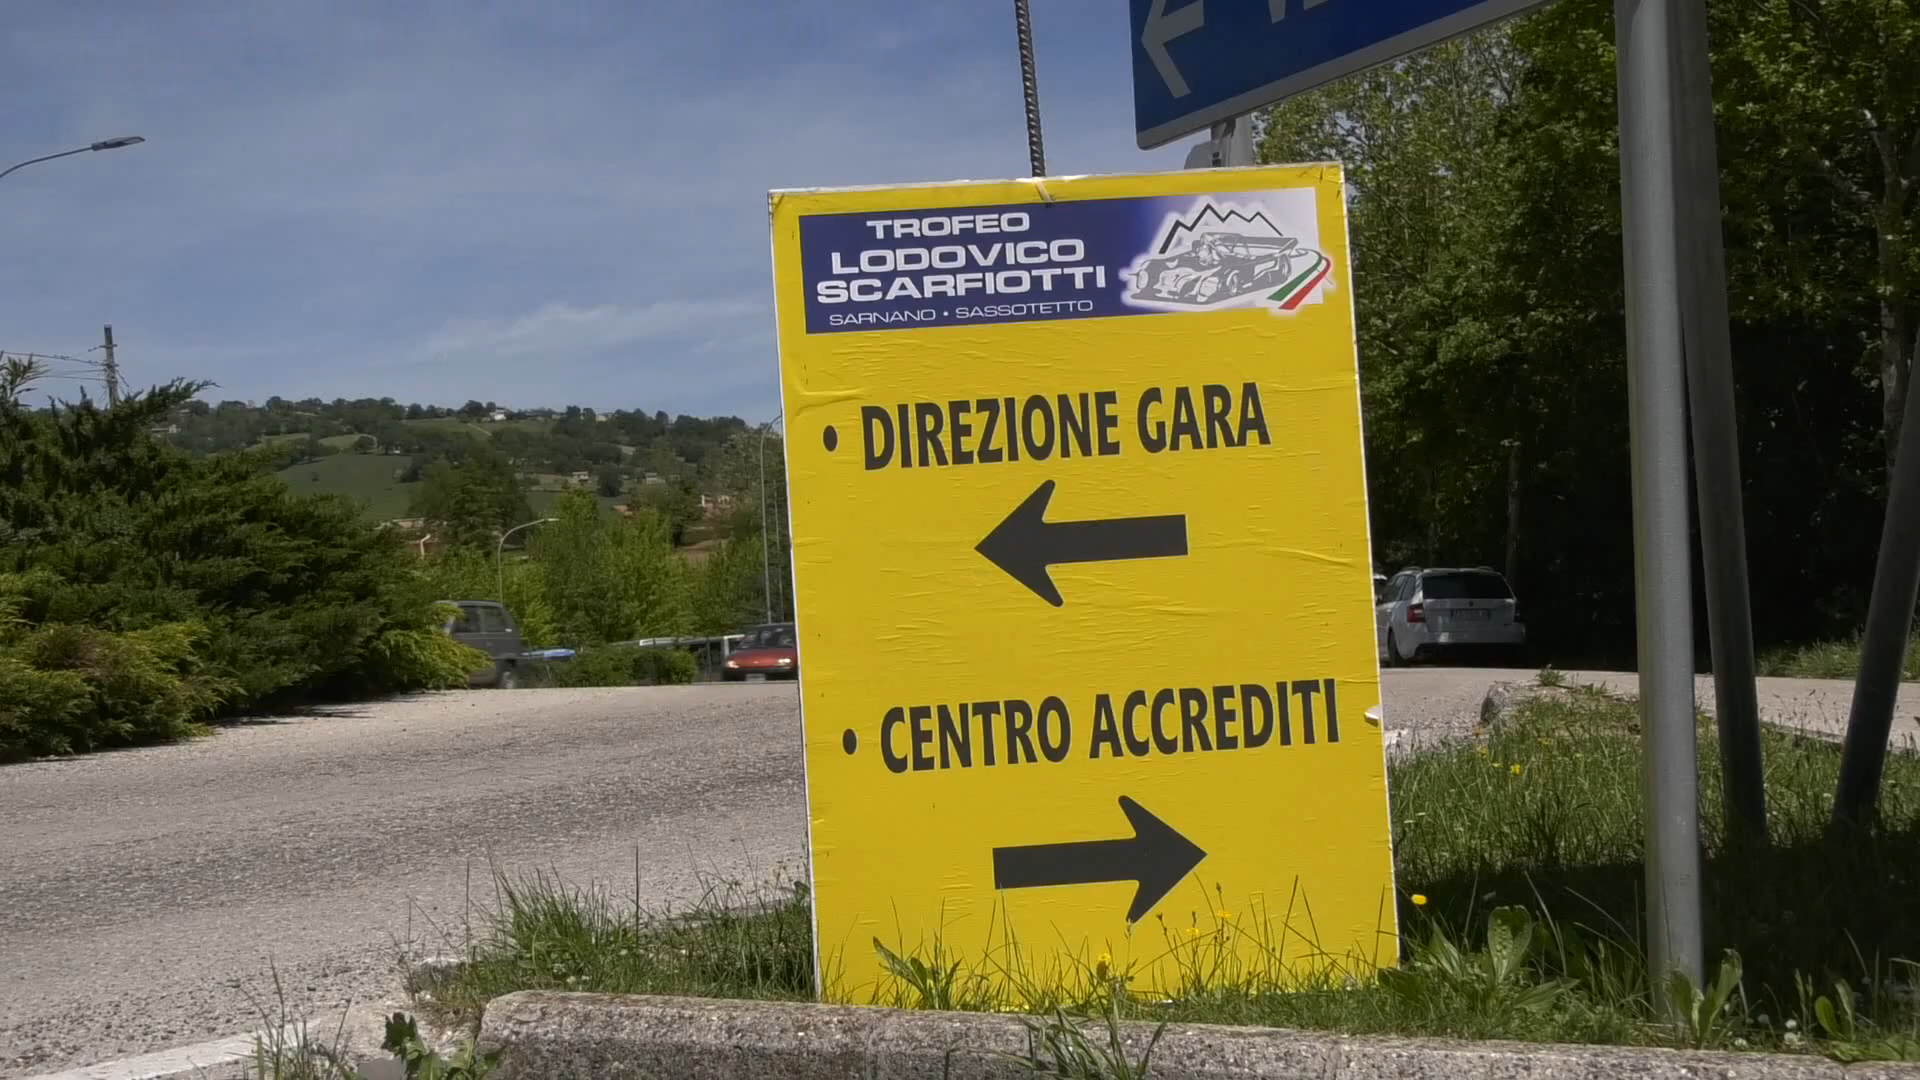 TROFEO
LODOVICO
SCARFIOTTI
SARNANO • SASSOTETTO
• DIREZIONE GARA
• CENTRO ACCREDITI